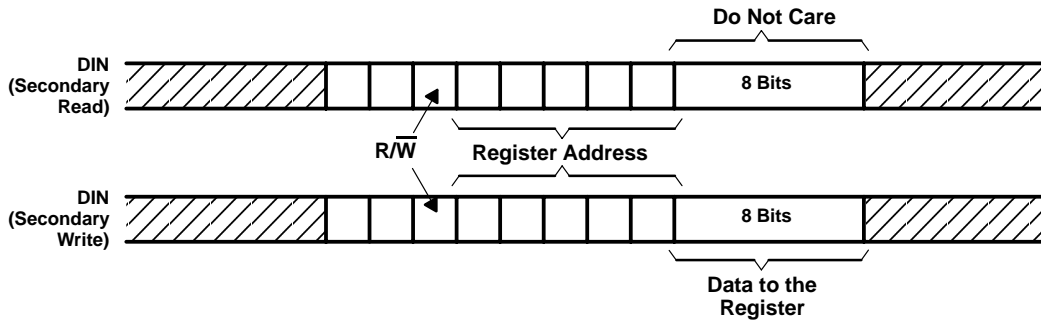 Do Not Care
DIN
(Secondary
Read)
8 Bits
R/W̅
Register Address
DIN
(Secondary
Write)
8 Bits
Data to the
Register